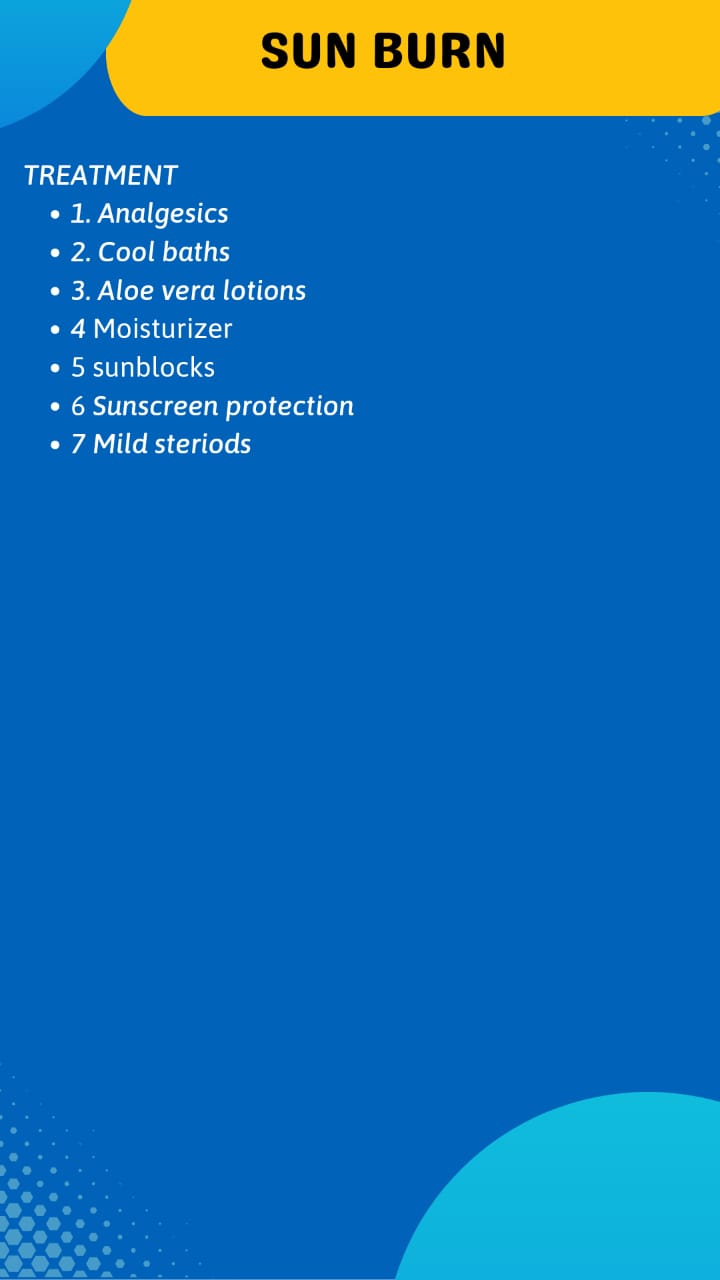 SUN BURN
TREATMENT
• 1. Analgesics
• 2. Cool baths
• 3. Aloe vera lotions
• 4 Moisturizer
• 5 sunblocks
• 6 Sunscreen protection
• 7 Mild steriods